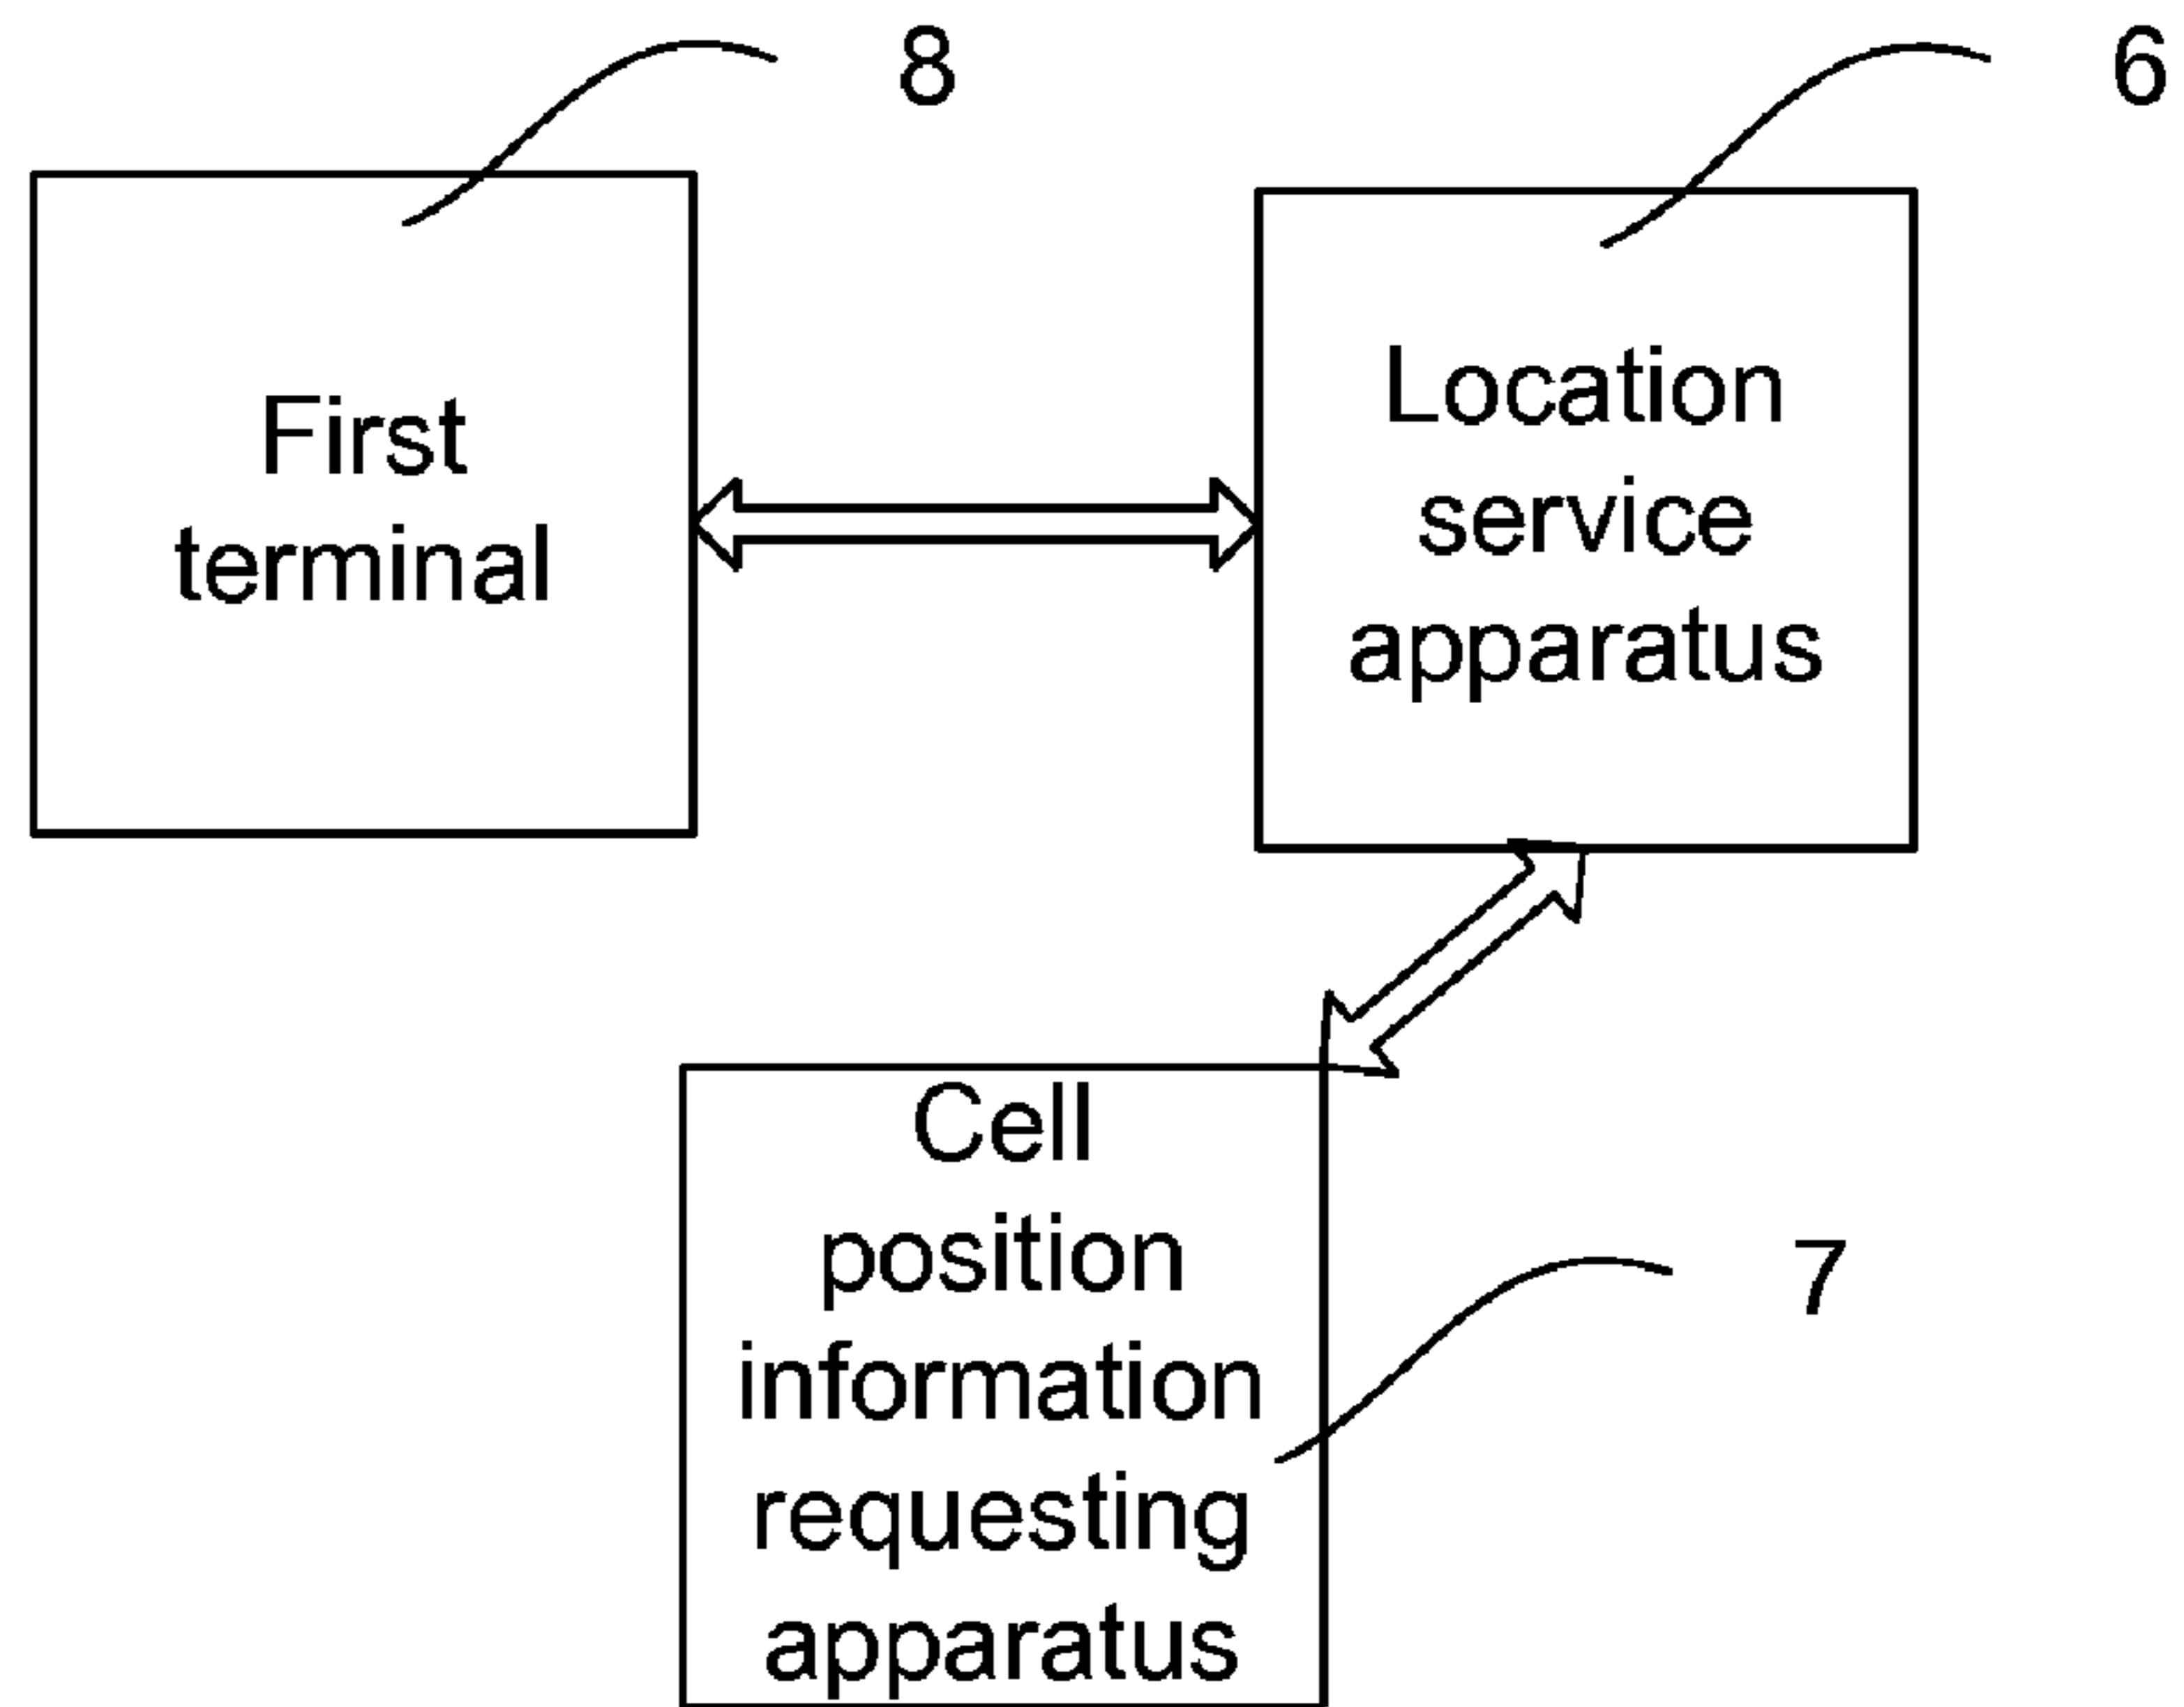 8
6
First
terminal
Location
service
apparatus
Cell
position
information
requesting
apparatus
7